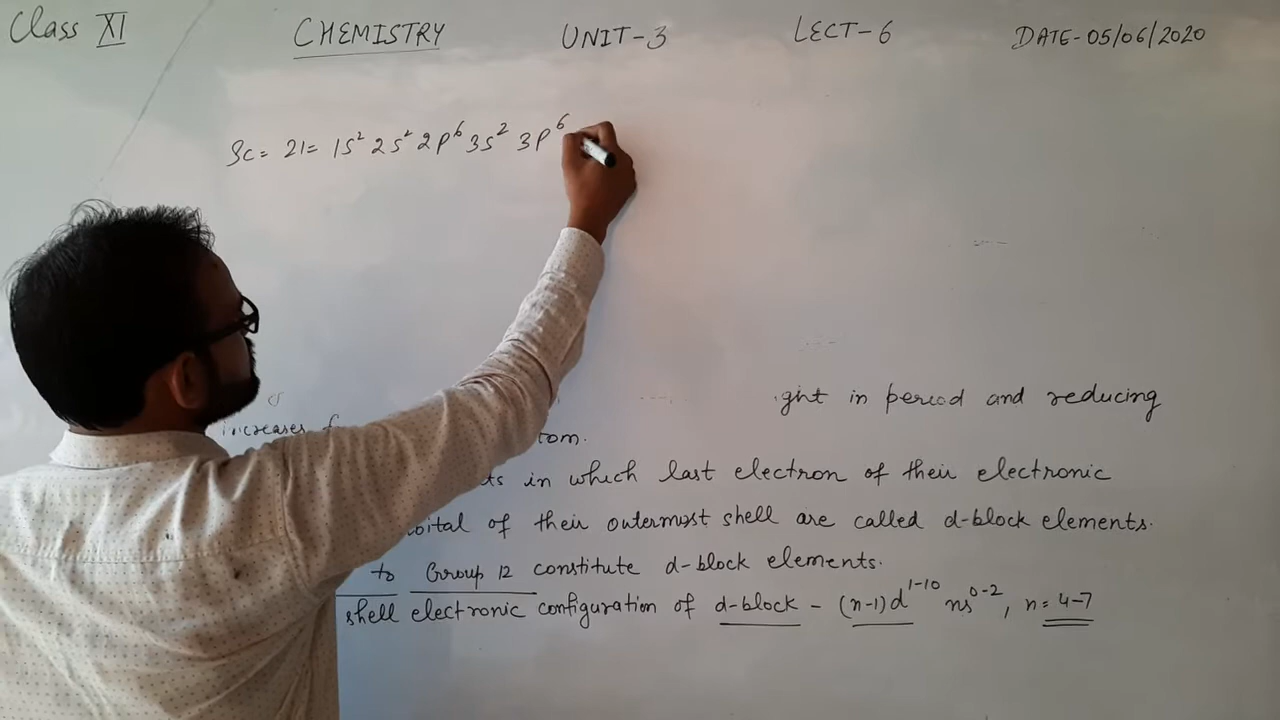 Class XI CHEMISTRY UNIT-3 LECT-6 DATE-05/06/2020
Sc = 21 = 1s² 2s² 2p⁶ 3s² 3p⁶
ght in period and reducing
increases tom.
ts in which last electron of their electronic
bital of their outermost shell are called d-block elements.
to Group 12 constitute d-block elements.
shell electronic configuration of d-block - (n-1)d¹⁻¹⁰ ns⁰⁻², n = 4-7